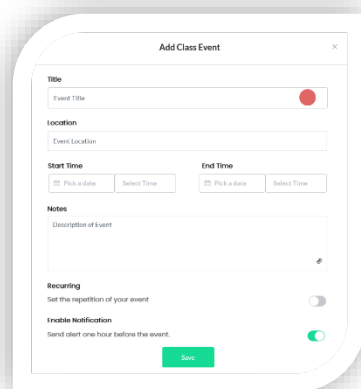 Add Class Event ×
Title
Event Title
Location
Event Location
Start Time End Time
Pick a date Select Time Pick a date Select Time
Notes
Description of Event
Recurring
Set the repetition of your event
Enable Notification
Send alert one hour before the event.
Save